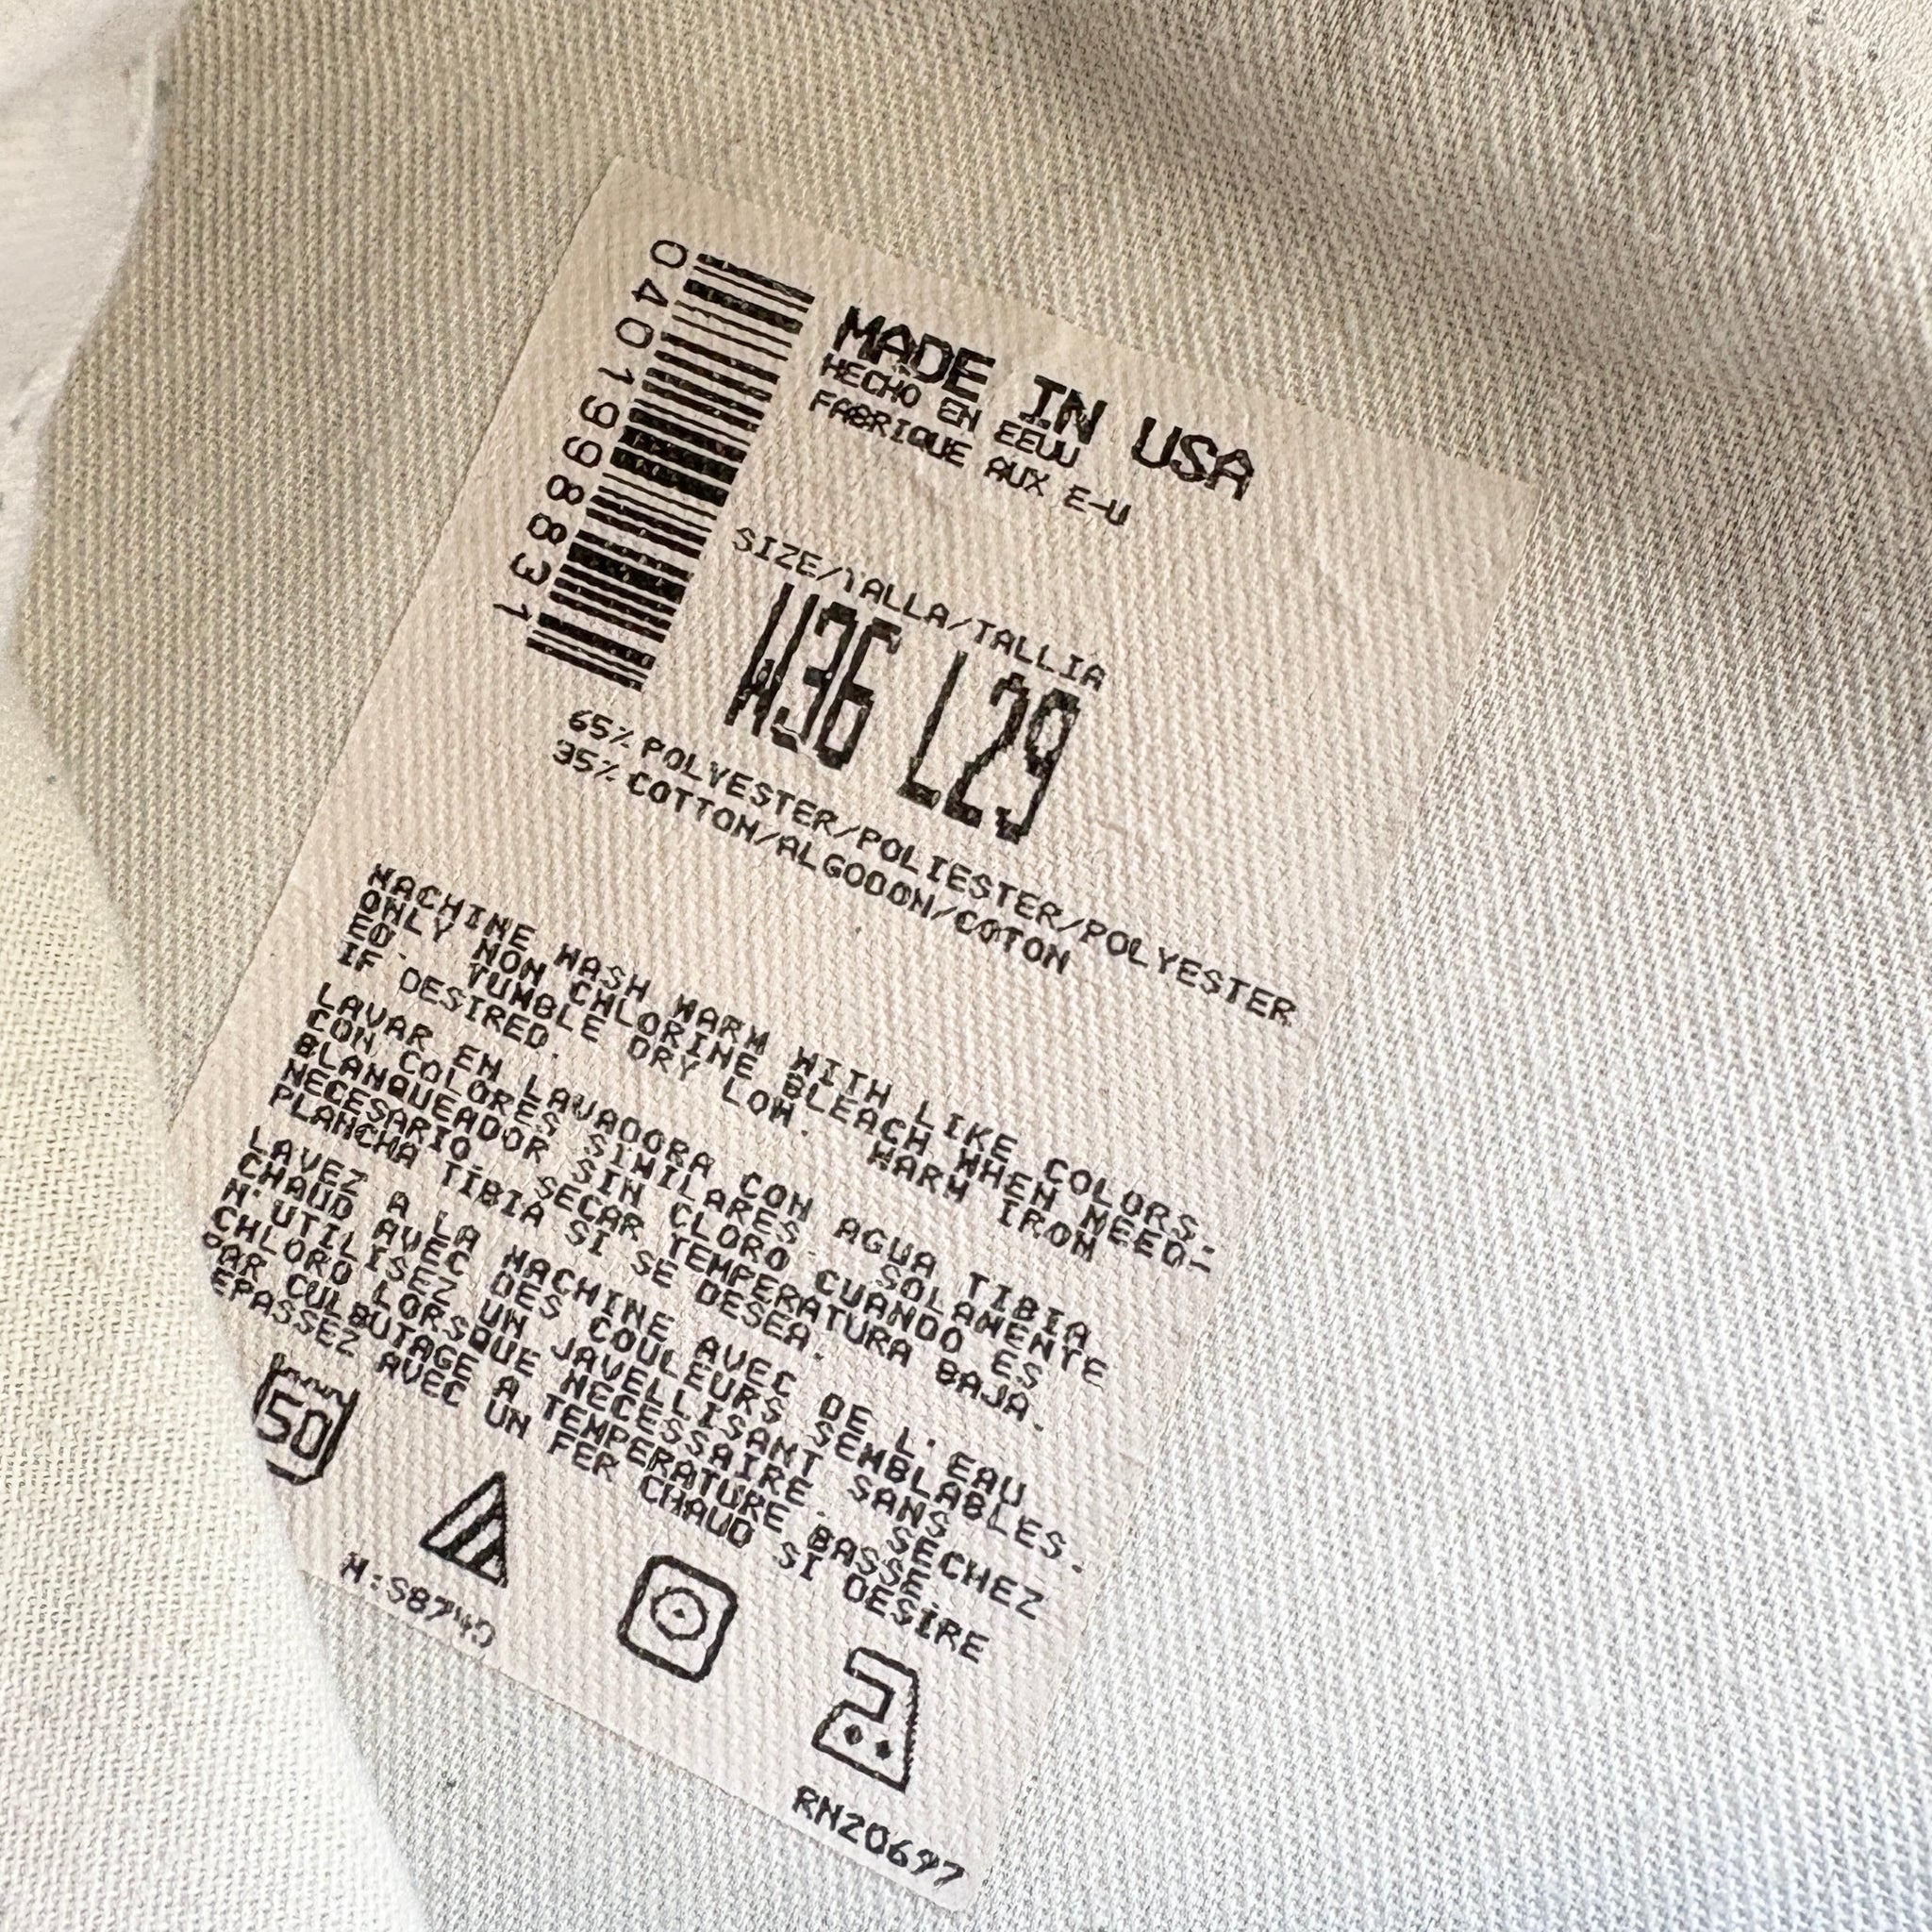 0401998831
MADE IN USA
HECHO EN EEUU
FABRIQUE AUX E-U
SIZE/TALLA/TALLIA
W36 L29
65% POLYESTER/POLIESTER/POLYESTER
35% COTTON/ALGODON/COTON
MACHINE WASH WARM WITH LIKE COLORS.
ONLY NON CHLORINE BLEACH WHEN NEED-
ED. TUMBLE DRY LOW. WARM IRON
IF DESIRED.
LAVAR EN LAVADORA CON AGUA TIBIA
CON COLORES SIMILARES. SOLAMENTE
BLANQUEADOR SIN CLORO CUANDO ES
NECESARIO. SECAR TEMPERATURA BAJA.
PLANCHA TIBIA SI SE DESEA.
LAVEZ A LA MACHINE AVEC DE L'EAU
CHAUD AVEC DES COULEURS SEMBLABLES.
N'UTILISEZ UN JAVELLISANT SANS
CHLORO LORSQUE NECESSAIRE. SECHEZ
PAR CULBUTAGE A TEMPERATURE BASSE.
EPASSEZ AVEC UN FER CHAUD SI DESIRE
50
RN20697